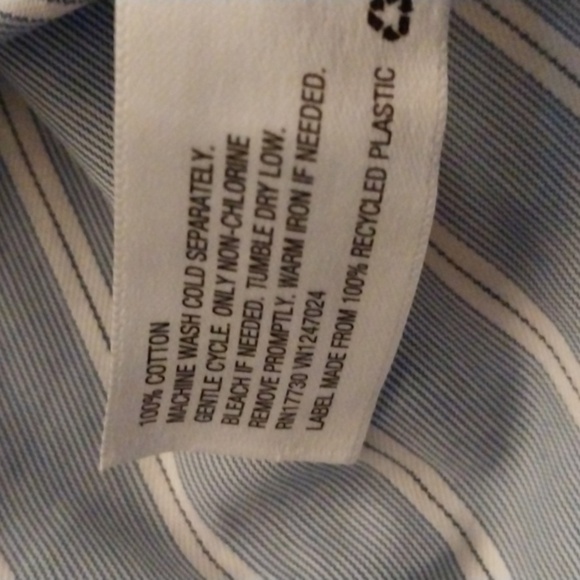 100% COTTON
MACHINE WASH COLD SEPARATELY.
GENTLE CYCLE. ONLY NON-CHLORINE
BLEACH IF NEEDED. TUMBLE DRY LOW.
REMOVE PROMPTLY. WARM IRON IF NEEDED.
RN17730 VN1247024
LABEL MADE FROM 100% RECYCLED PLASTIC